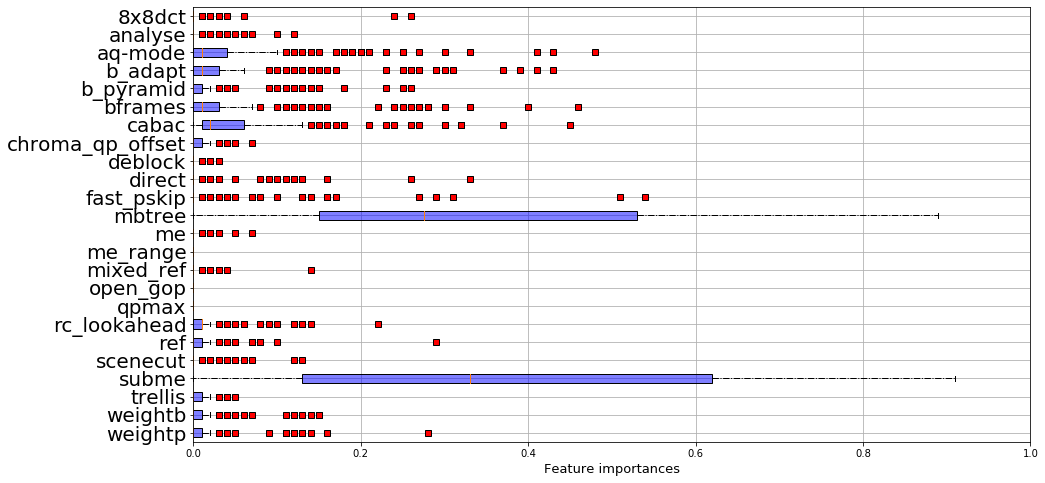 8x8dct
analyse
aq-mode
b_adapt
b_pyramid
bframes
cabac
chroma_qp_offset
deblock
direct
fast_pskip
mbtree
me
me_range
mixed_ref
open_gop
qpmax
rc_lookahead
ref
scenecut
subme
trellis
weightb
weightp
0.0 0.2 0.4 0.6 0.8 1.0
Feature importances